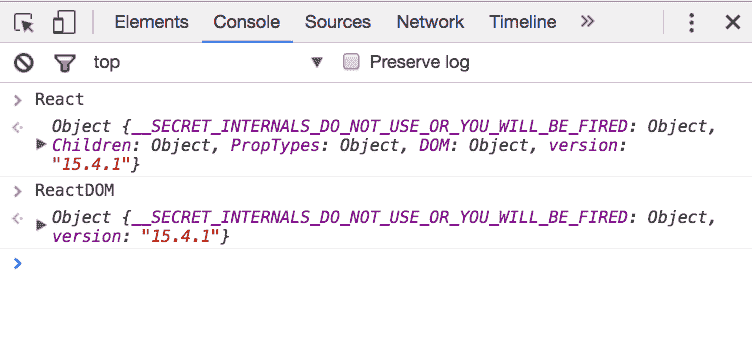 Elements Console Sources Network Timeline »
top Preserve log
> React
Object {__SECRET_INTERNALS_DO_NOT_USE_OR_YOU_WILL_BE_FIRED: Object,
Children: Object, PropTypes: Object, DOM: Object, version:
"15.4.1"}
> ReactDOM
Object {__SECRET_INTERNALS_DO_NOT_USE_OR_YOU_WILL_BE_FIRED: Object,
version: "15.4.1"}
>